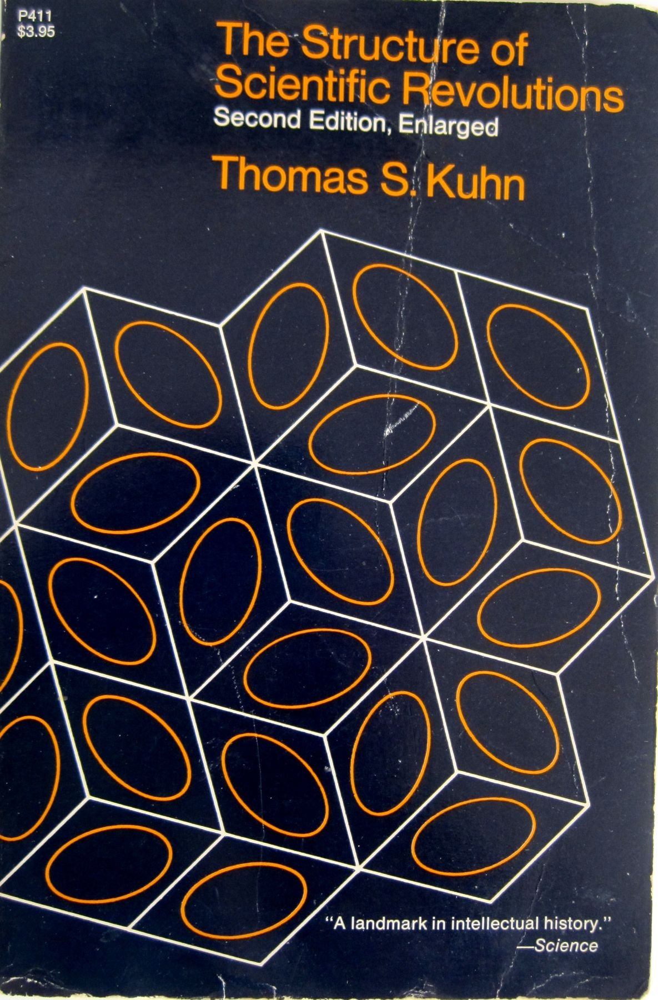 P411
$3.95
The Structure of
Scientific Revolutions
Second Edition, Enlarged
Thomas S. Kuhn
“A landmark in intellectual history.”
—Science